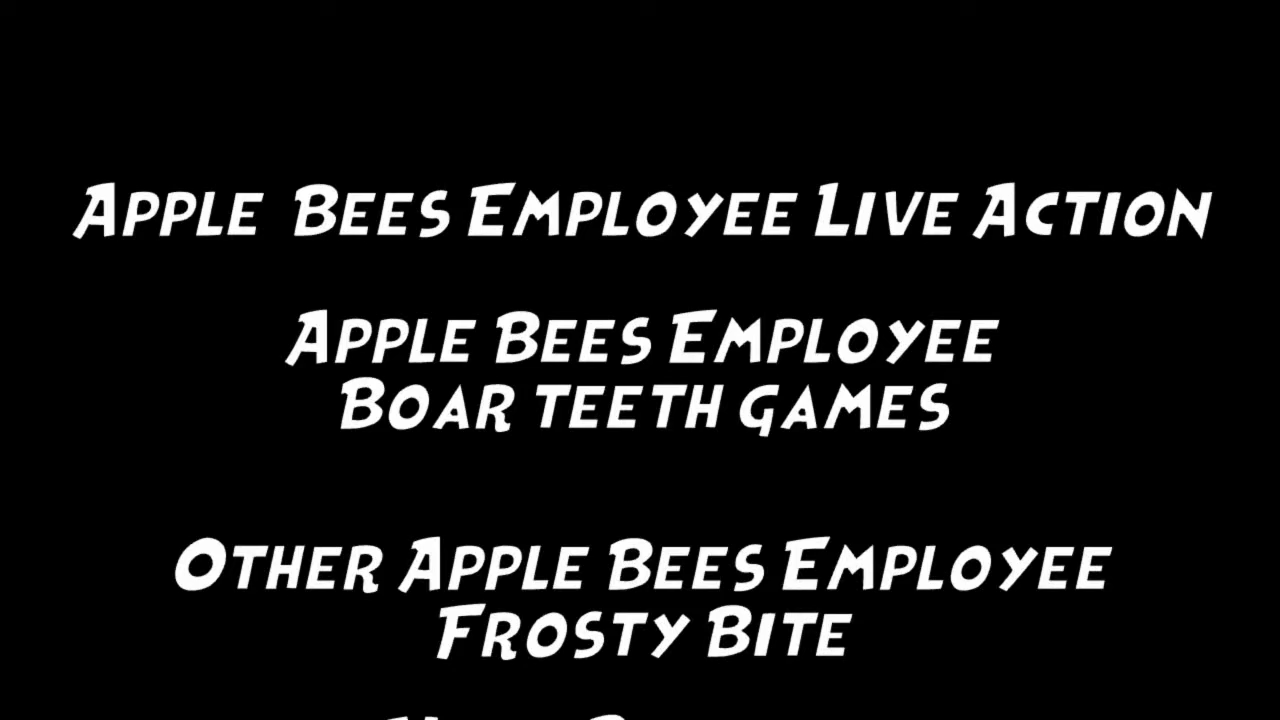 Apple Bees Employee Live Action
Apple Bees Employee
Boar teeth games
Other Apple Bees Employee
Frosty Bite